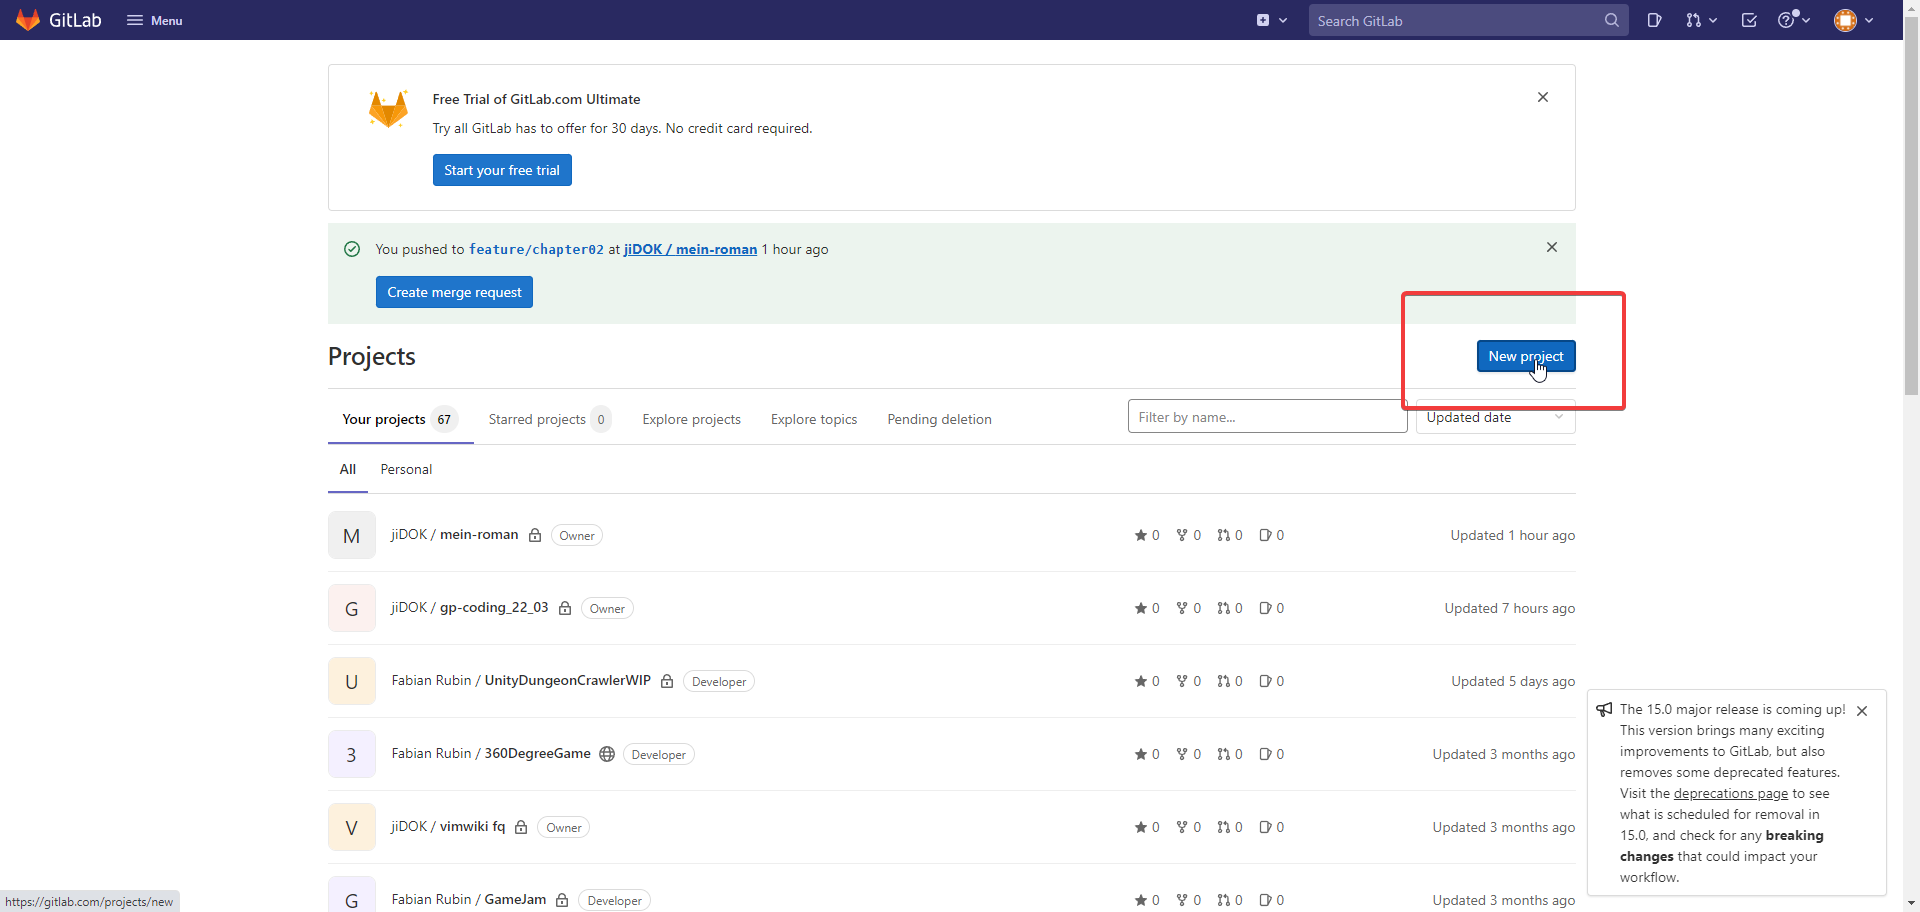 GitLab Menu Search GitLab
Free Trial of GitLab.com Ultimate
Try all GitLab has to offer for 30 days. No credit card required.
Start your free trial
You pushed to feature/chapter02 at jiDOK / mein-roman 1 hour ago
Create merge request
Projects New project
Your projects 67 Starred projects 0 Explore projects Explore topics Pending deletion Filter by name... Updated date
All Personal
M jiDOK / mein-roman Owner 0 0 0 0 Updated 1 hour ago
G jiDOK / gp-coding_22_03 Owner 0 0 0 0 Updated 7 hours ago
U Fabian Rubin / UnityDungeonCrawlerWIP Developer 0 0 0 0 Updated 5 days ago
3 Fabian Rubin / 360DegreeGame Developer 0 0 0 0 Updated 3 months ago
V jiDOK / vimwiki fq Owner 0 0 0 0 Updated 3 months ago
G Fabian Rubin / GameJam Developer 0 0 0 0 Updated 3 months ago
The 15.0 major release is coming up!
This version brings many exciting
improvements to GitLab, but also
removes some deprecated features.
Visit the deprecations page to see
what is scheduled for removal in
15.0, and check for any breaking
changes that could impact your
workflow.
https://gitlab.com/projects/new